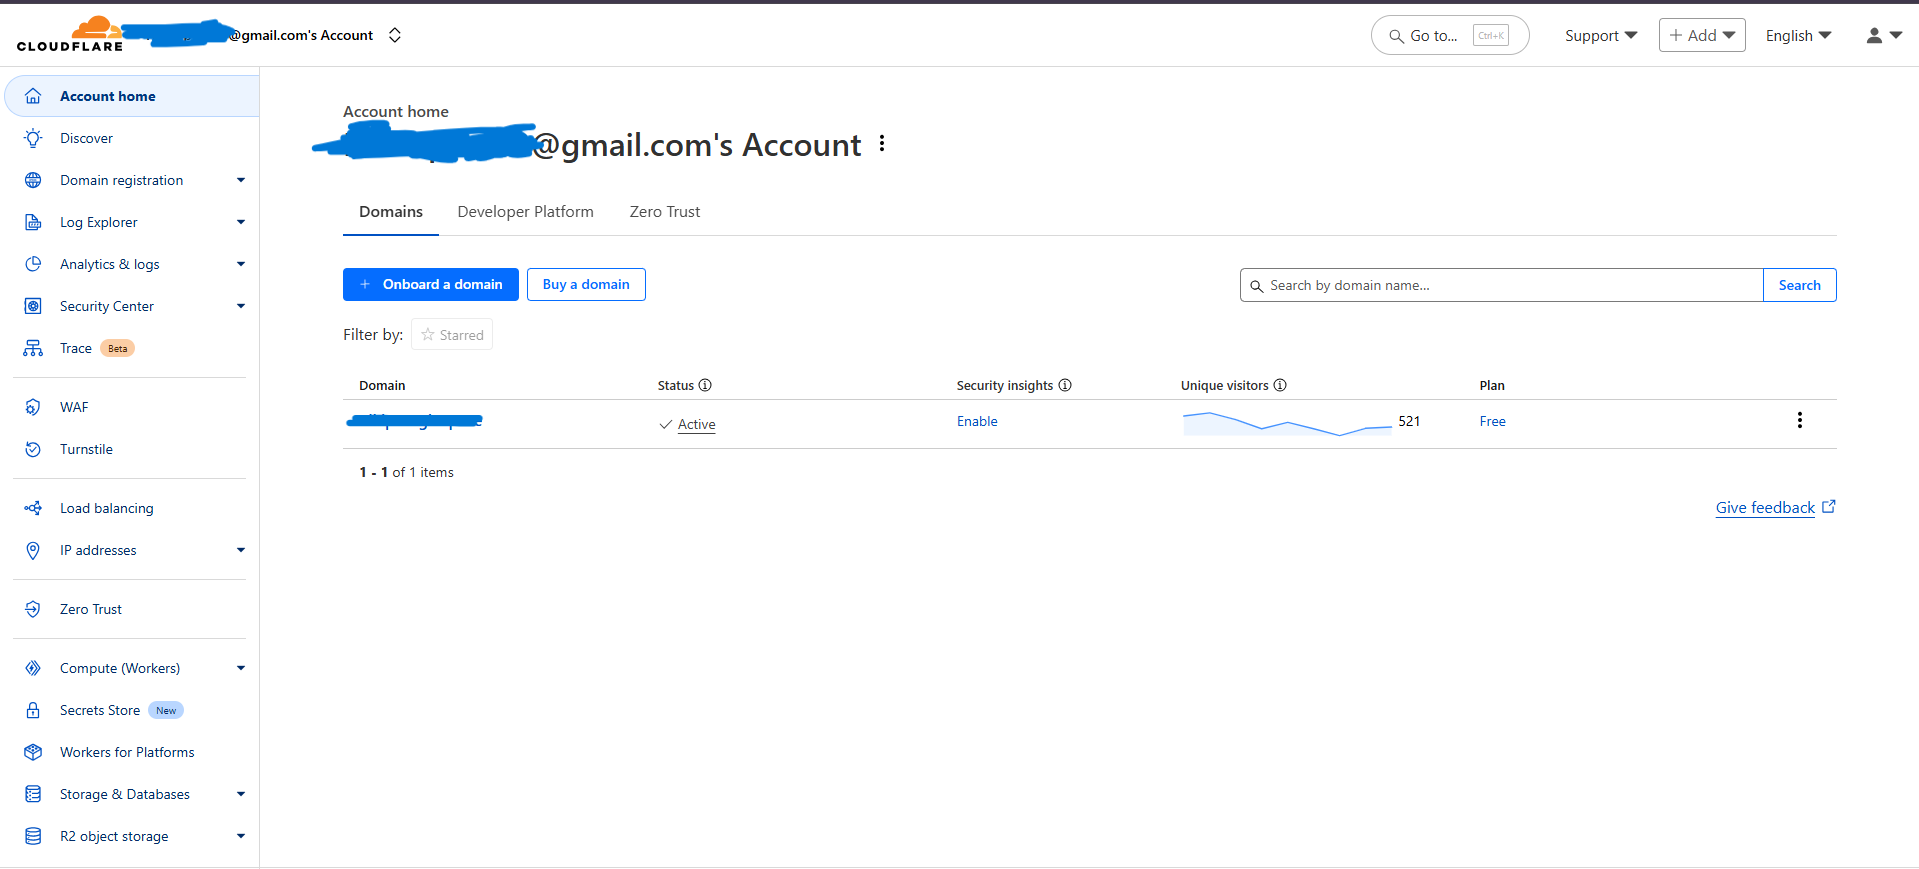 CLOUDFLARE
@gmail.com's Account
Go to... Ctrl+K
Support
+ Add
English
Account home
Discover
Domain registration
Log Explorer
Analytics & logs
Security Center
Trace Beta
WAF
Turnstile
Load balancing
IP addresses
Zero Trust
Compute (Workers)
Secrets Store New
Workers for Platforms
Storage & Databases
R2 object storage
Account home
@gmail.com's Account
Domains Developer Platform Zero Trust
+ Onboard a domain Buy a domain
Search by domain name... Search
Filter by: Starred
Domain Status Security insights Unique visitors Plan
Active Enable 521 Free
1 - 1 of 1 items
Give feedback